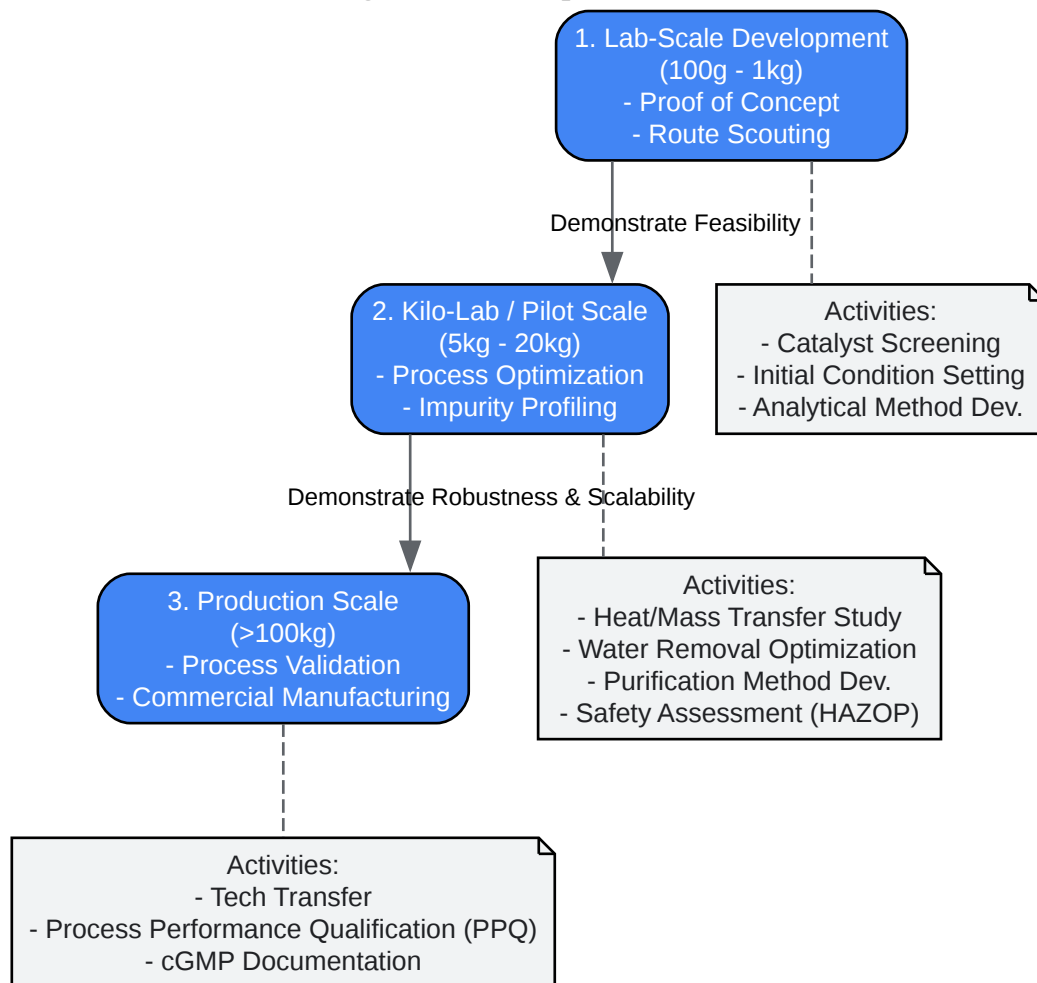 1. Lab-Scale Development
(100g - 1kg)
- Proof of Concept
- Route Scouting
Demonstrate Feasibility
Activities:
- Catalyst Screening
- Initial Condition Setting
- Analytical Method Dev.
2. Kilo-Lab / Pilot Scale
(5kg - 20kg)
- Process Optimization
- Impurity Profiling
Demonstrate Robustness & Scalability
Activities:
- Heat/Mass Transfer Study
- Water Removal Optimization
- Purification Method Dev.
- Safety Assessment (HAZOP)
3. Production Scale
(>100kg)
- Process Validation
- Commercial Manufacturing
Activities:
- Tech Transfer
- Process Performance Qualification (PPQ)
- cGMP Documentation